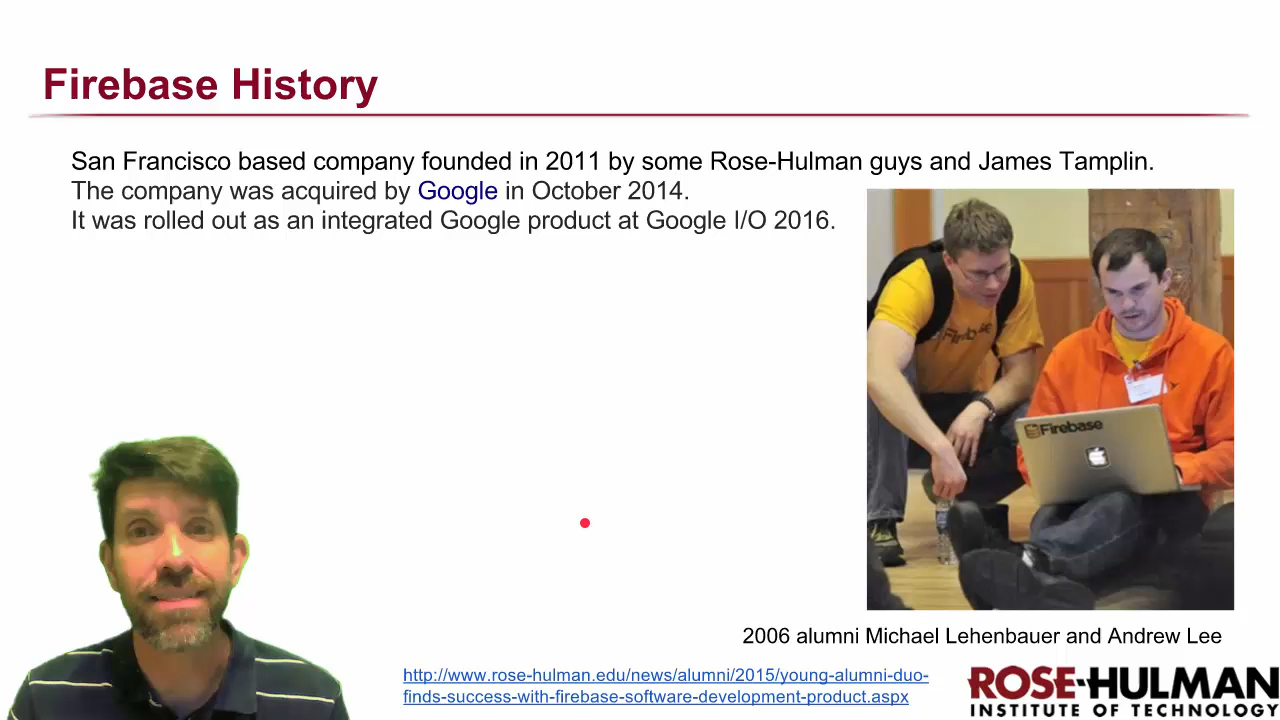 Firebase History
San Francisco based company founded in 2011 by some Rose-Hulman guys and James Tamplin.
The company was acquired by Google in October 2014.
It was rolled out as an integrated Google product at Google I/O 2016.
Firebase
Firebase
2006 alumni Michael Lehenbauer and Andrew Lee
http://www.rose-hulman.edu/news/alumni/2015/young-alumni-duo-
finds-success-with-firebase-software-development-product.aspx
ROSE-HULMAN
INSTITUTE OF TECHNOLOGY